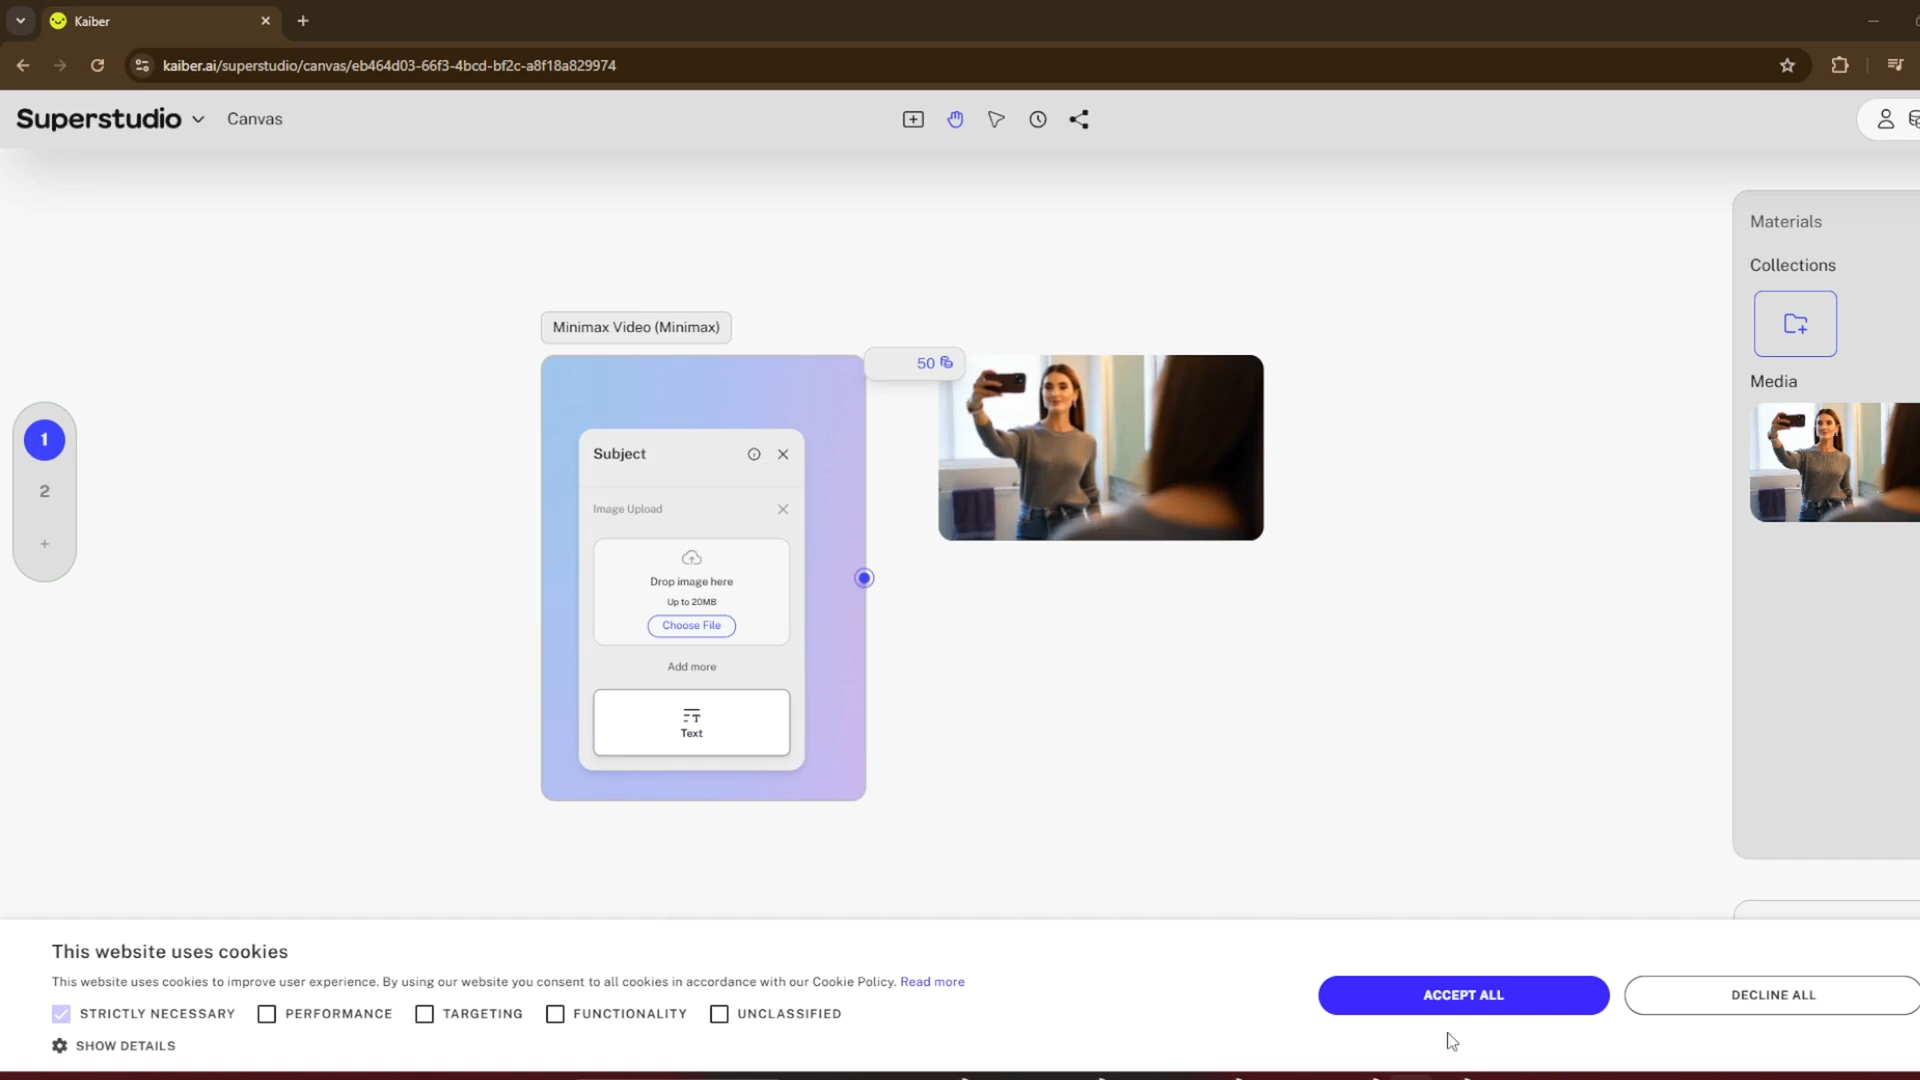 Kaiber
kaiber.ai/superstudio/canvas/eb464d03-66f3-4bcd-bf2c-a8f18a829974
Superstudio
Canvas
Materials
Collections
Minimax Video (Minimax)
50
Media
1
2
+
Subject
Image Upload
Drop image here
Up to 20MB
Choose File
Add more
Text
This website uses cookies
This website uses cookies to improve user experience. By using our website you consent to all cookies in accordance with our Cookie Policy. Read more
ACCEPT ALL
DECLINE ALL
STRICTLY NECESSARY
PERFORMANCE
TARGETING
FUNCTIONALITY
UNCLASSIFIED
SHOW DETAILS